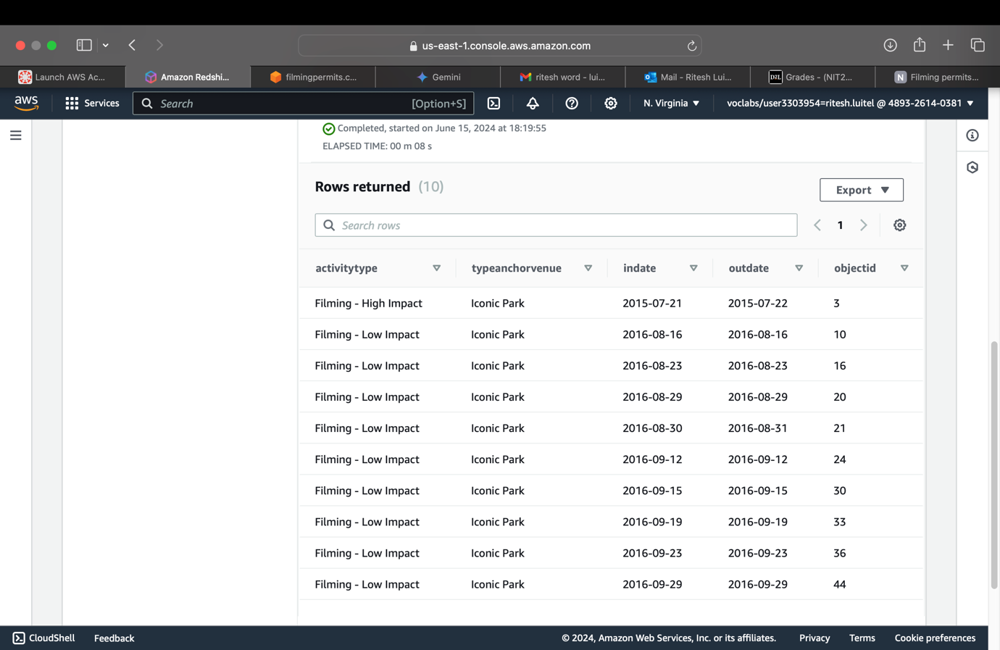 us-east-1.console.aws.amazon.com
Launch AWS Ac...
Amazon Redshi...
filmingpermits.c...
Gemini
ritesh word - lui...
Mail - Ritesh Lui...
D2L
Grades - (NIT2...
N
Filming permits...
aws
Services
Search
[Option+S]
N. Virginia
voclabs/user3303954=ritesh.luitel @ 4893-2614-0381
Completed, started on June 15, 2024 at 18:19:55
ELAPSED TIME: 00 m 08 s
Rows returned (10)
Export
Search rows
1
activitytype typeanchorvenue indate outdate objectid
Filming - High Impact Iconic Park 2015-07-21 2015-07-22 3
Filming - Low Impact Iconic Park 2016-08-16 2016-08-16 10
Filming - Low Impact Iconic Park 2016-08-23 2016-08-23 16
Filming - Low Impact Iconic Park 2016-08-29 2016-08-29 20
Filming - Low Impact Iconic Park 2016-08-30 2016-08-31 21
Filming - Low Impact Iconic Park 2016-09-12 2016-09-12 24
Filming - Low Impact Iconic Park 2016-09-15 2016-09-15 30
Filming - Low Impact Iconic Park 2016-09-19 2016-09-19 33
Filming - Low Impact Iconic Park 2016-09-23 2016-09-23 36
Filming - Low Impact Iconic Park 2016-09-29 2016-09-29 44
CloudShell Feedback © 2024, Amazon Web Services, Inc. or its affiliates. Privacy Terms Cookie preferences